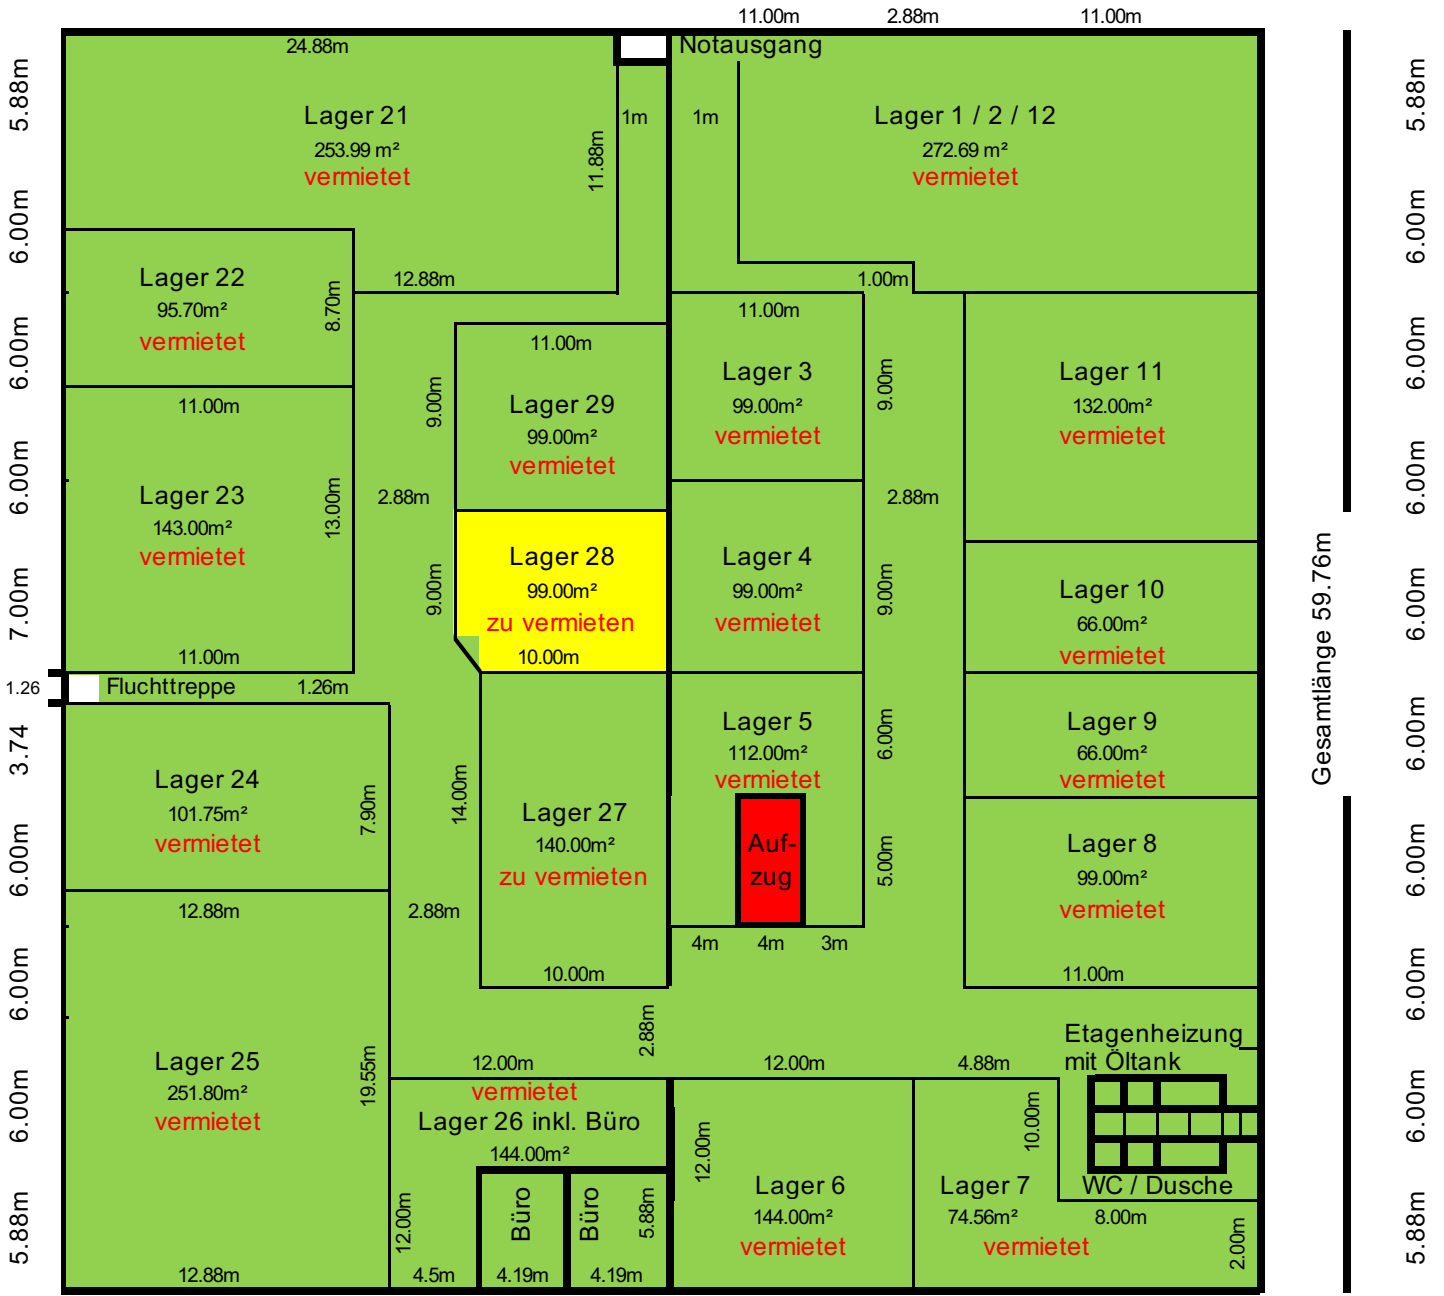 11.00m 2.88m 11.00m
24.88m
Notausgang
5.88m
6.00m
6.00m
6.00m
7.00m
1.26
3.74
6.00m
6.00m
6.00m
5.88m
Lager 21
253.99 m²
vermietet
11.88m
1m
1m
Lager 1 / 2 / 12
272.69 m²
vermietet
Lager 22
95.70m²
vermietet
8.70m
12.88m
1.00m
11.00m
Lager 23
143.00m²
vermietet
13.00m
11.00m
2.88m
9.00m
11.00m
Lager 29
99.00m²
vermietet
9.00m
Lager 28
99.00m²
zu vermieten
10.00m
11.00m
Lager 3
99.00m²
vermietet
9.00m
Lager 4
99.00m²
vermietet
9.00m
2.88m
Lager 11
132.00m²
vermietet
Lager 10
66.00m²
vermietet
Fluchttreppe
1.26m
Lager 24
101.75m²
vermietet
7.90m
12.88m
2.88m
14.00m
Lager 27
140.00m²
zu vermieten
10.00m
Lager 5
112.00m²
vermietet
6.00m
Auf-
zug
5.00m
4m 4m 3m
Lager 9
66.00m²
vermietet
Lager 8
99.00m²
vermietet
11.00m
Lager 25
251.80m²
vermietet
19.55m
12.88m
2.88m
12.00m
vermietet
Lager 26 inkl. Büro
144.00m²
12.00m
4.5m
Büro
4.19m
Büro
5.88m
4.19m
12.00m
12.00m
Lager 6
144.00m²
vermietet
4.88m
10.00m
Lager 7
74.56m²
vermietet
Etagenheizung
mit Öltank
WC / Dusche
8.00m
2.00m
Gesamtlänge 59.76m
5.88m
6.00m
6.00m
6.00m
6.00m
6.00m
6.00m
6.00m
6.00m
5.88m